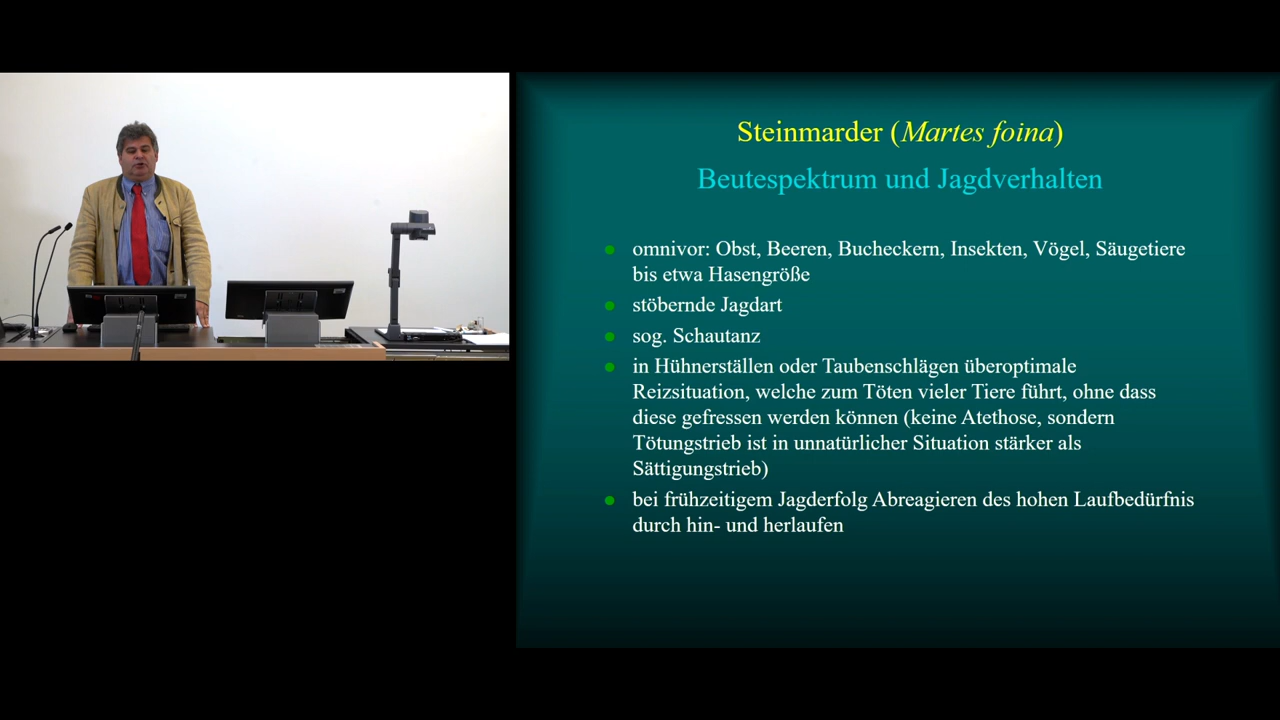 Steinmarder (Martes foina)
Beutespektrum und Jagdverhalten
omnivor: Obst, Beeren, Bucheckern, Insekten, Vögel, Säugetiere
bis etwa Hasengröße
stöbernde Jagdart
sog. Schautanz
in Hühnerställen oder Taubenschlägen überoptimale
Reizsituation, welche zum Töten vieler Tiere führt, ohne dass
diese gefressen werden können (keine Atethose, sondern
Tötungstrieb ist in unnatürlicher Situation stärker als
Sättigungstrieb)
bei frühzeitigem Jagderfolg Abreagieren des hohen Laufbedürfnis
durch hin- und herlaufen